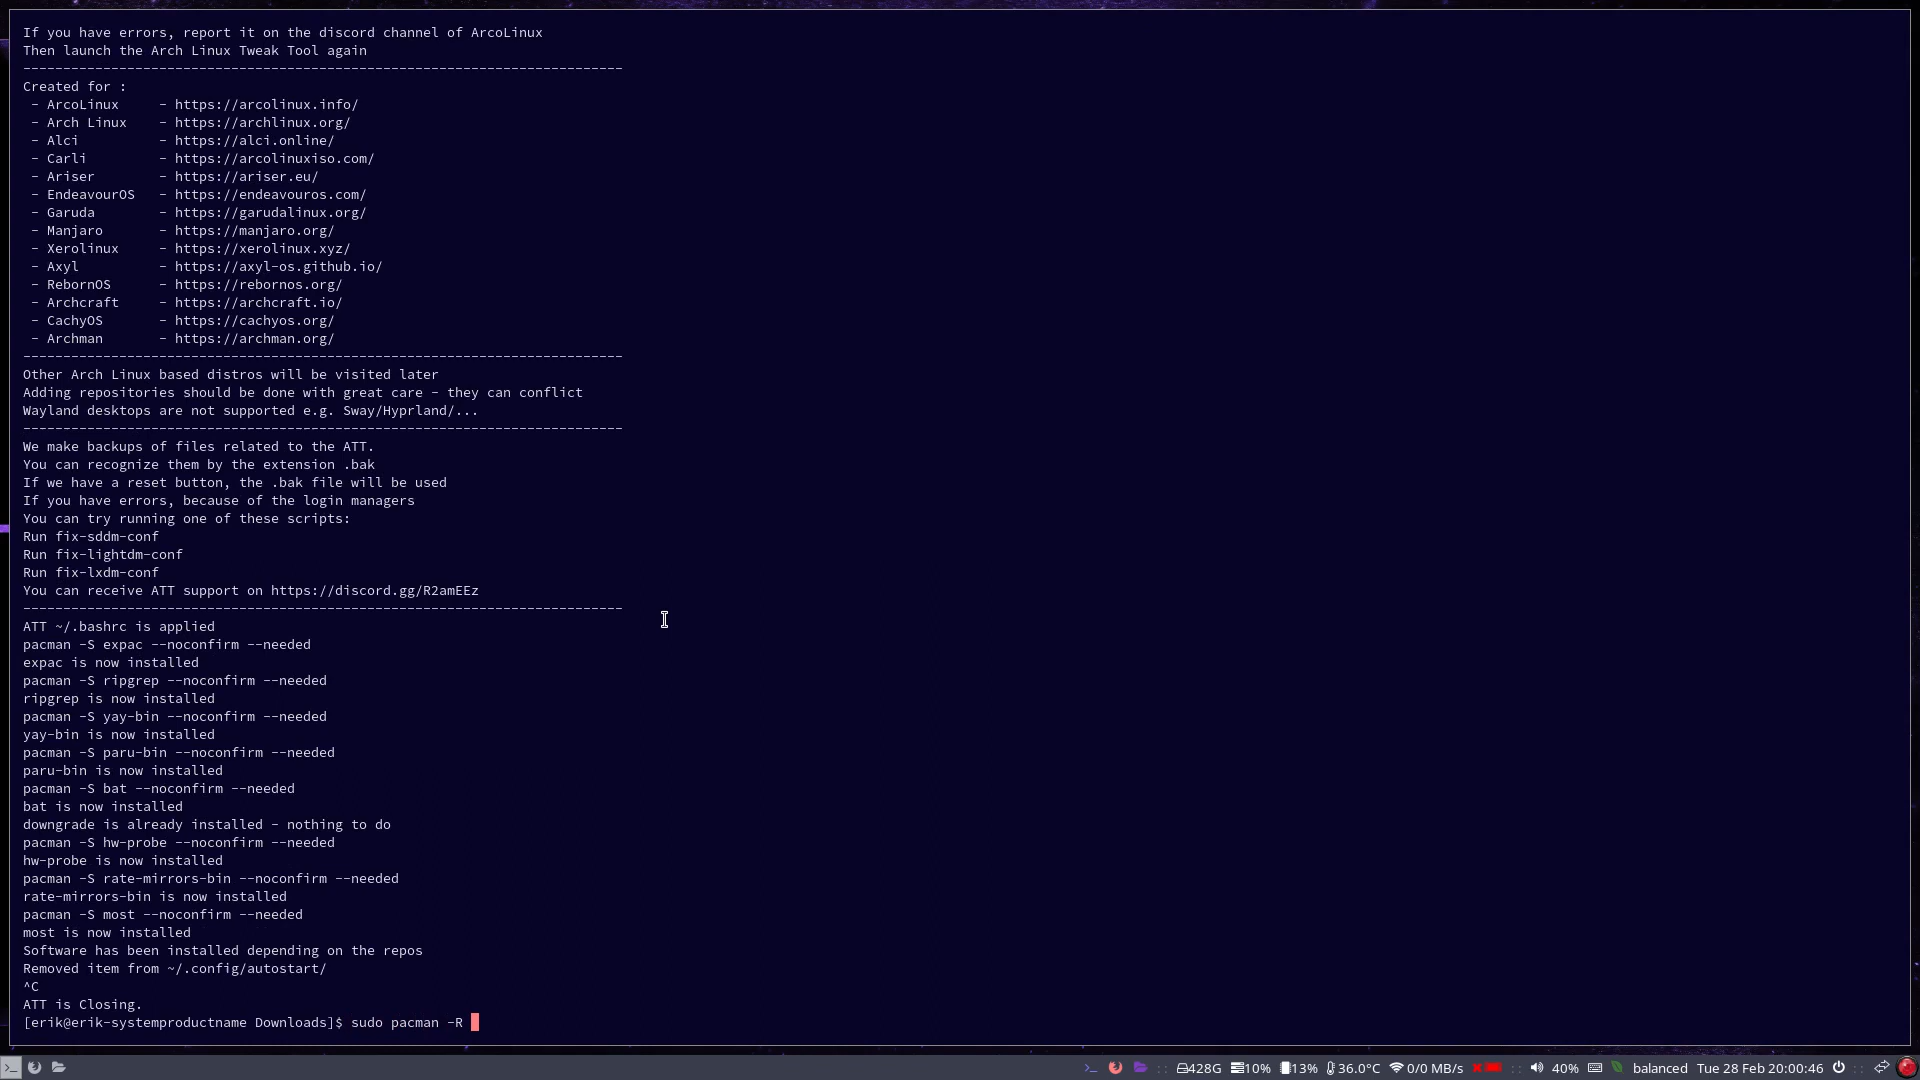 If you have errors, report it on the discord channel of ArcoLinux
Then launch the Arch Linux Tweak Tool again
---------------------------------------------------------------------------
Created for :
 - ArcoLinux     - https://arcolinux.info/
 - Arch Linux    - https://archlinux.org/
 - Alci          - https://alci.online/
 - Carli         - https://arcolinuxiso.com/
 - Ariser        - https://ariser.eu/
 - EndeavourOS   - https://endeavouros.com/
 - Garuda        - https://garudalinux.org/
 - Manjaro       - https://manjaro.org/
 - Xerolinux     - https://xerolinux.xyz/
 - Axyl          - https://axyl-os.github.io/
 - RebornOS      - https://rebornos.org/
 - Archcraft     - https://archcraft.io/
 - CachyOS       - https://cachyos.org/
 - Archman       - https://archman.org/
---------------------------------------------------------------------------
Other Arch Linux based distros will be visited later
Adding repositories should be done with great care - they can conflict
Wayland desktops are not supported e.g. Sway/Hyprland/...
---------------------------------------------------------------------------
We make backups of files related to the ATT.
You can recognize them by the extension .bak
If we have a reset button, the .bak file will be used
If you have errors, because of the login managers
You can try running one of these scripts:
Run fix-sddm-conf
Run fix-lightdm-conf
Run fix-lxdm-conf
You can receive ATT support on https://discord.gg/R2amEEz
---------------------------------------------------------------------------
ATT ~/.bashrc is applied
pacman -S expac --noconfirm --needed
expac is now installed
pacman -S ripgrep --noconfirm --needed
ripgrep is now installed
pacman -S yay-bin --noconfirm --needed
yay-bin is now installed
pacman -S paru-bin --noconfirm --needed
paru-bin is now installed
pacman -S bat --noconfirm --needed
bat is now installed
downgrade is already installed - nothing to do
pacman -S hw-probe --noconfirm --needed
hw-probe is now installed
pacman -S rate-mirrors-bin --noconfirm --needed
rate-mirrors-bin is now installed
pacman -S most --noconfirm --needed
most is now installed
Software has been installed depending on the repos
Removed item from ~/.config/autostart/
^C
ATT is Closing.
[erik@erik-systemproductname Downloads]$ sudo pacman -R
428G 10% 13% 36.0°C 0/0 MB/s 40% balanced Tue 28 Feb 20:00:46